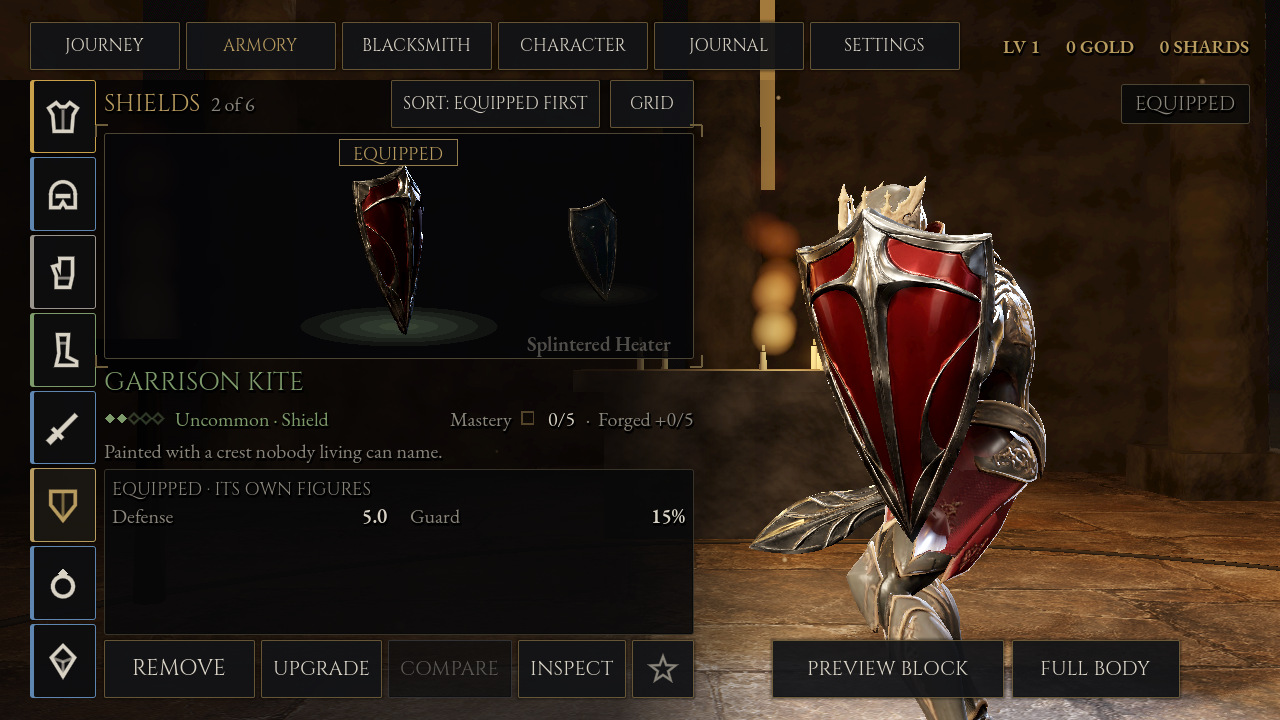 JOURNEY
ARMORY
BLACKSMITH
CHARACTER
JOURNAL
SETTINGS
LV 1
0 GOLD
0 SHARDS
SHIELDS 2 of 6
SORT: EQUIPPED FIRST
GRID
EQUIPPED
EQUIPPED
Splintered Heater
GARRISON KITE
Uncommon · Shield
Mastery 0/5 · Forged +0/5
Painted with a crest nobody living can name.
EQUIPPED · ITS OWN FIGURES
Defense 5.0
Guard 15%
REMOVE
UPGRADE
COMPARE
INSPECT
PREVIEW BLOCK
FULL BODY